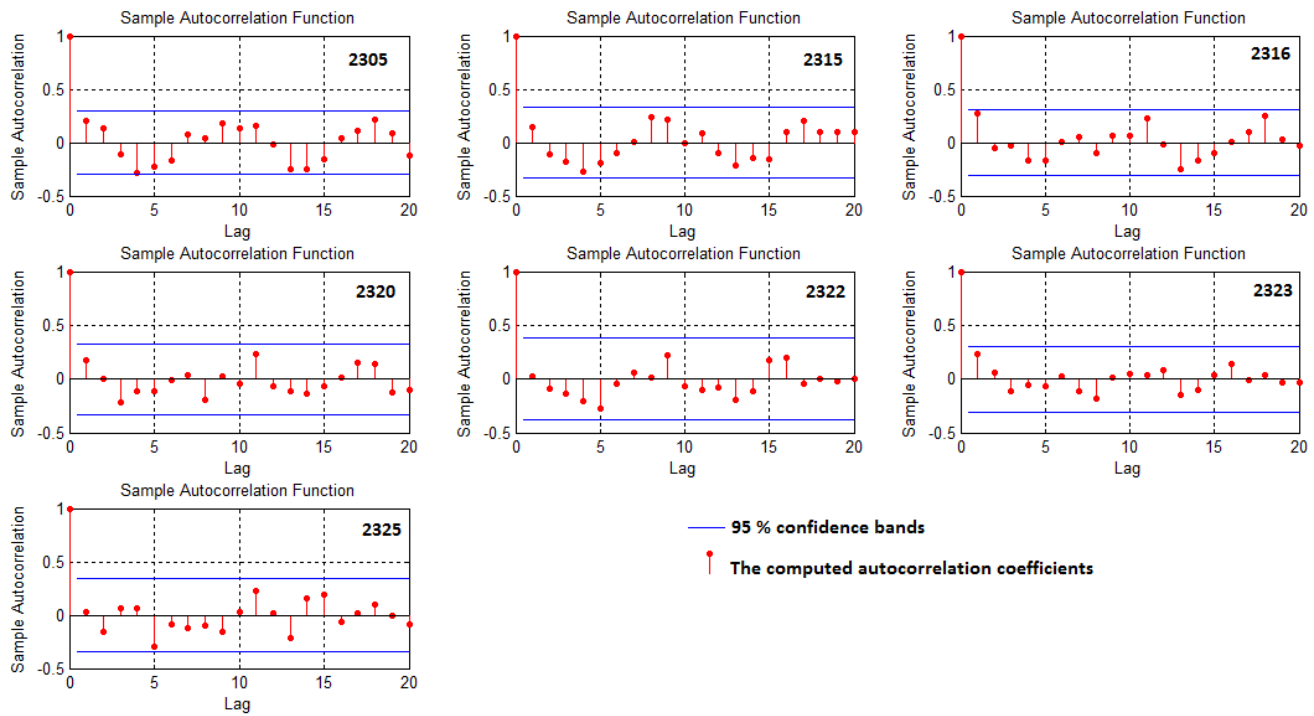 Sample Autocorrelation Function
Sample Autocorrelation Function
Sample Autocorrelation Function
Sample Autocorrelation
1
0.5
0
-0.5
2305
0 5 10 15 20
Lag
Sample Autocorrelation
1
0.5
0
-0.5
2315
0 5 10 15 20
Lag
Sample Autocorrelation
1
0.5
0
-0.5
2316
0 5 10 15 20
Lag
Sample Autocorrelation Function
Sample Autocorrelation Function
Sample Autocorrelation Function
Sample Autocorrelation
1
0.5
0
-0.5
2320
0 5 10 15 20
Lag
Sample Autocorrelation
1
0.5
0
-0.5
2322
0 5 10 15 20
Lag
Sample Autocorrelation
1
0.5
0
-0.5
2323
0 5 10 15 20
Lag
Sample Autocorrelation Function
Sample Autocorrelation
1
0.5
0
-0.5
2325
0 5 10 15 20
Lag
95 % confidence bands
The computed autocorrelation coefficients